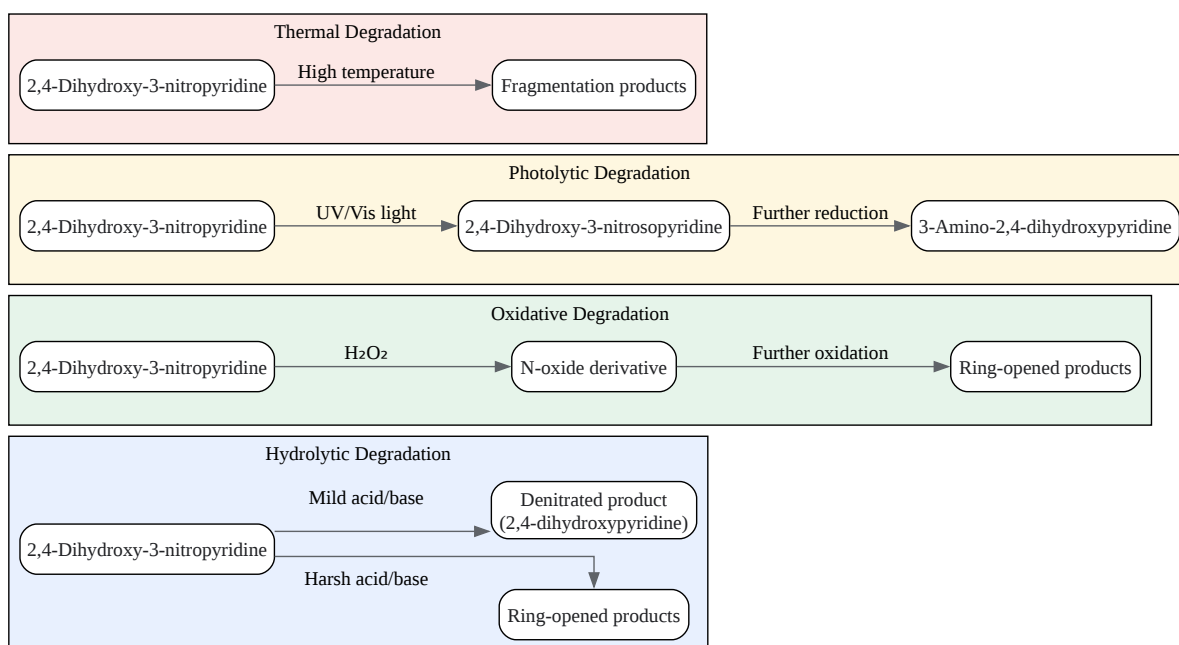 Thermal Degradation
2,4-Dihydroxy-3-nitropyridine
High temperature
Fragmentation products
Photolytic Degradation
2,4-Dihydroxy-3-nitropyridine
UV/Vis light
2,4-Dihydroxy-3-nitrosopyridine
Further reduction
3-Amino-2,4-dihydroxypyridine
Oxidative Degradation
2,4-Dihydroxy-3-nitropyridine
H₂O₂
N-oxide derivative
Further oxidation
Ring-opened products
Hydrolytic Degradation
2,4-Dihydroxy-3-nitropyridine
Mild acid/base
Denitrated product
(2,4-dihydroxypyridine)
Harsh acid/base
Ring-opened products